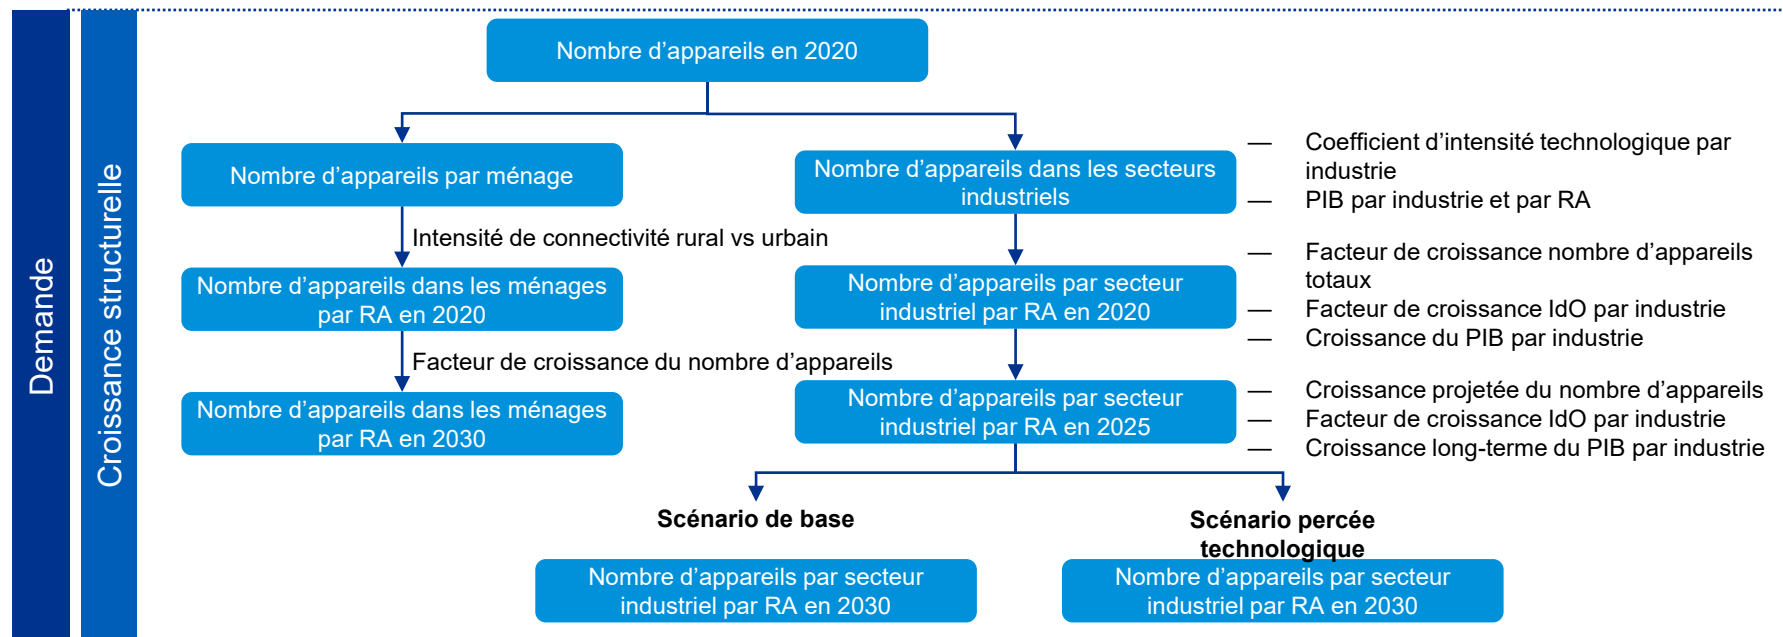 Demande
Croissance structurelle
Nombre d'appareils en 2020
Nombre d'appareils par ménage
Nombre d'appareils dans les secteurs
industriels
— Coefficient d'intensité technologique par
industrie
— PIB par industrie et par RA
Intensité de connectivité rural vs urbain
Nombre d'appareils dans les ménages
par RA en 2020
Nombre d'appareils par secteur
industriel par RA en 2020
— Facteur de croissance nombre d'appareils
totaux
— Facteur de croissance IdO par industrie
— Croissance du PIB par industrie
Facteur de croissance du nombre d'appareils
Nombre d'appareils dans les ménages
par RA en 2030
Nombre d'appareils par secteur
industriel par RA en 2025
— Croissance projetée du nombre d'appareils
— Facteur de croissance IdO par industrie
— Croissance long-terme du PIB par industrie
Scénario de base
Nombre d'appareils par secteur
industriel par RA en 2030
Scénario percée
technologique
Nombre d'appareils par secteur
industriel par RA en 2030